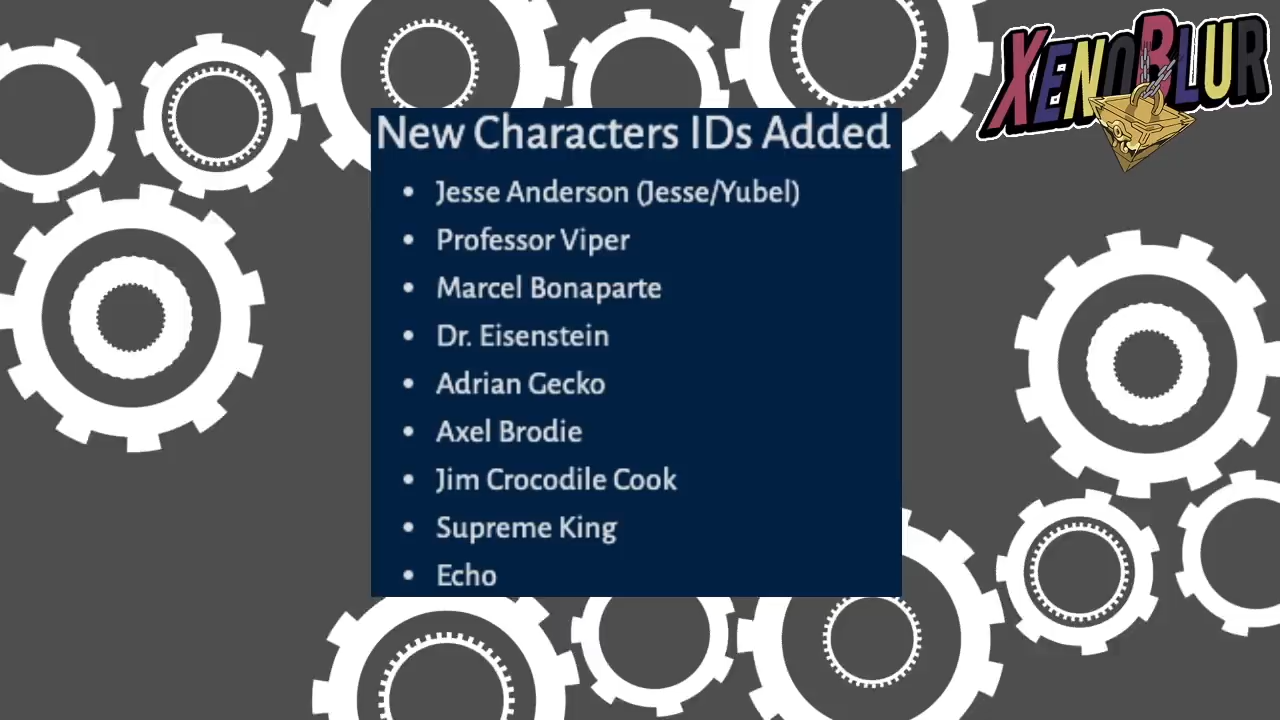 XENOBLUR
New Characters IDs Added
• Jesse Anderson (Jesse/Yubel)
• Professor Viper
• Marcel Bonaparte
• Dr. Eisenstein
• Adrian Gecko
• Axel Brodie
• Jim Crocodile Cook
• Supreme King
• Echo